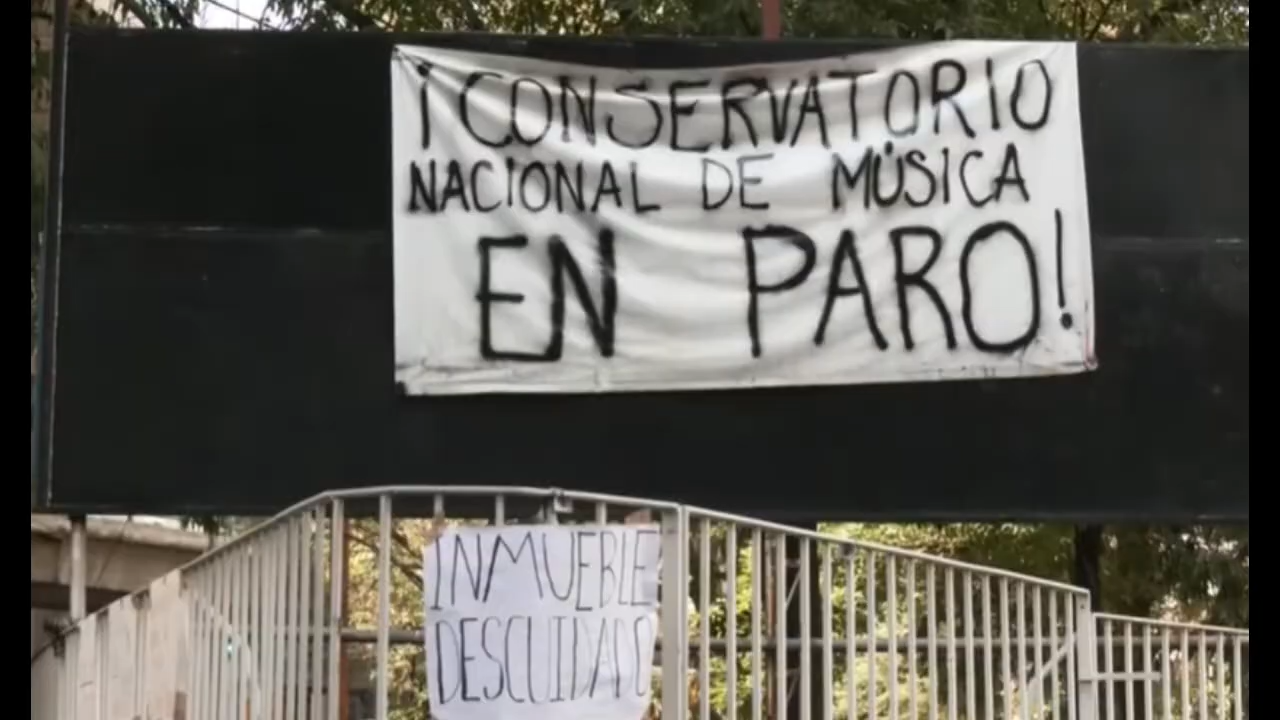 ¡CONSERVATORIO
NACIONAL DE MÚSICA
EN PARO!
INMUEBLE
DESCUIDADO